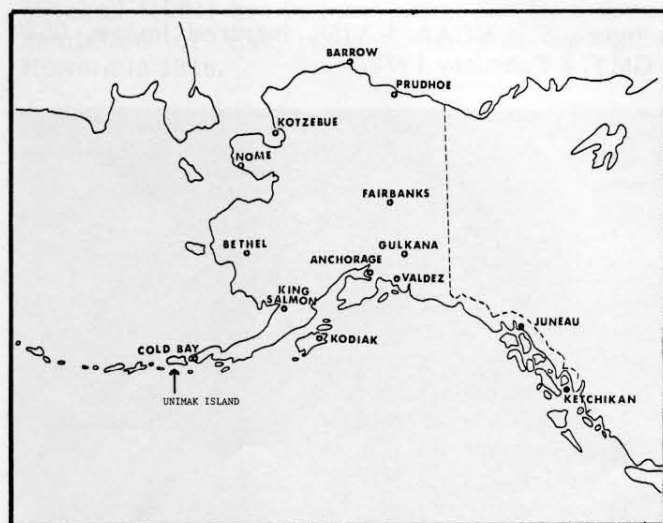 BARROW
PRUDHOE
KOTZEBUE
NOME
FAIRBANKS
BETHEL
GULKANA
ANCHORAGE
VALDEZ
KING
SALMON
JUNEAU
COLD BAY
KODIAK
UNIMAK ISLAND
KETCHIKAN